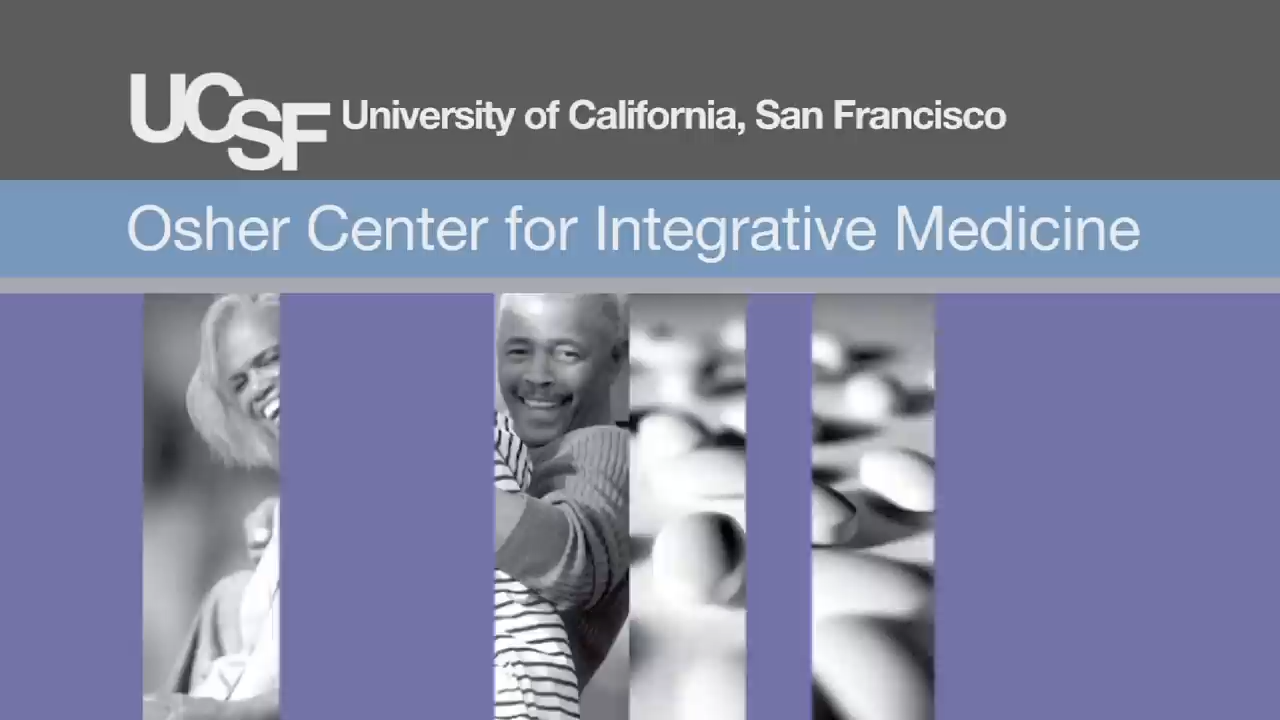 UCSF University of California, San Francisco
Osher Center for Integrative Medicine